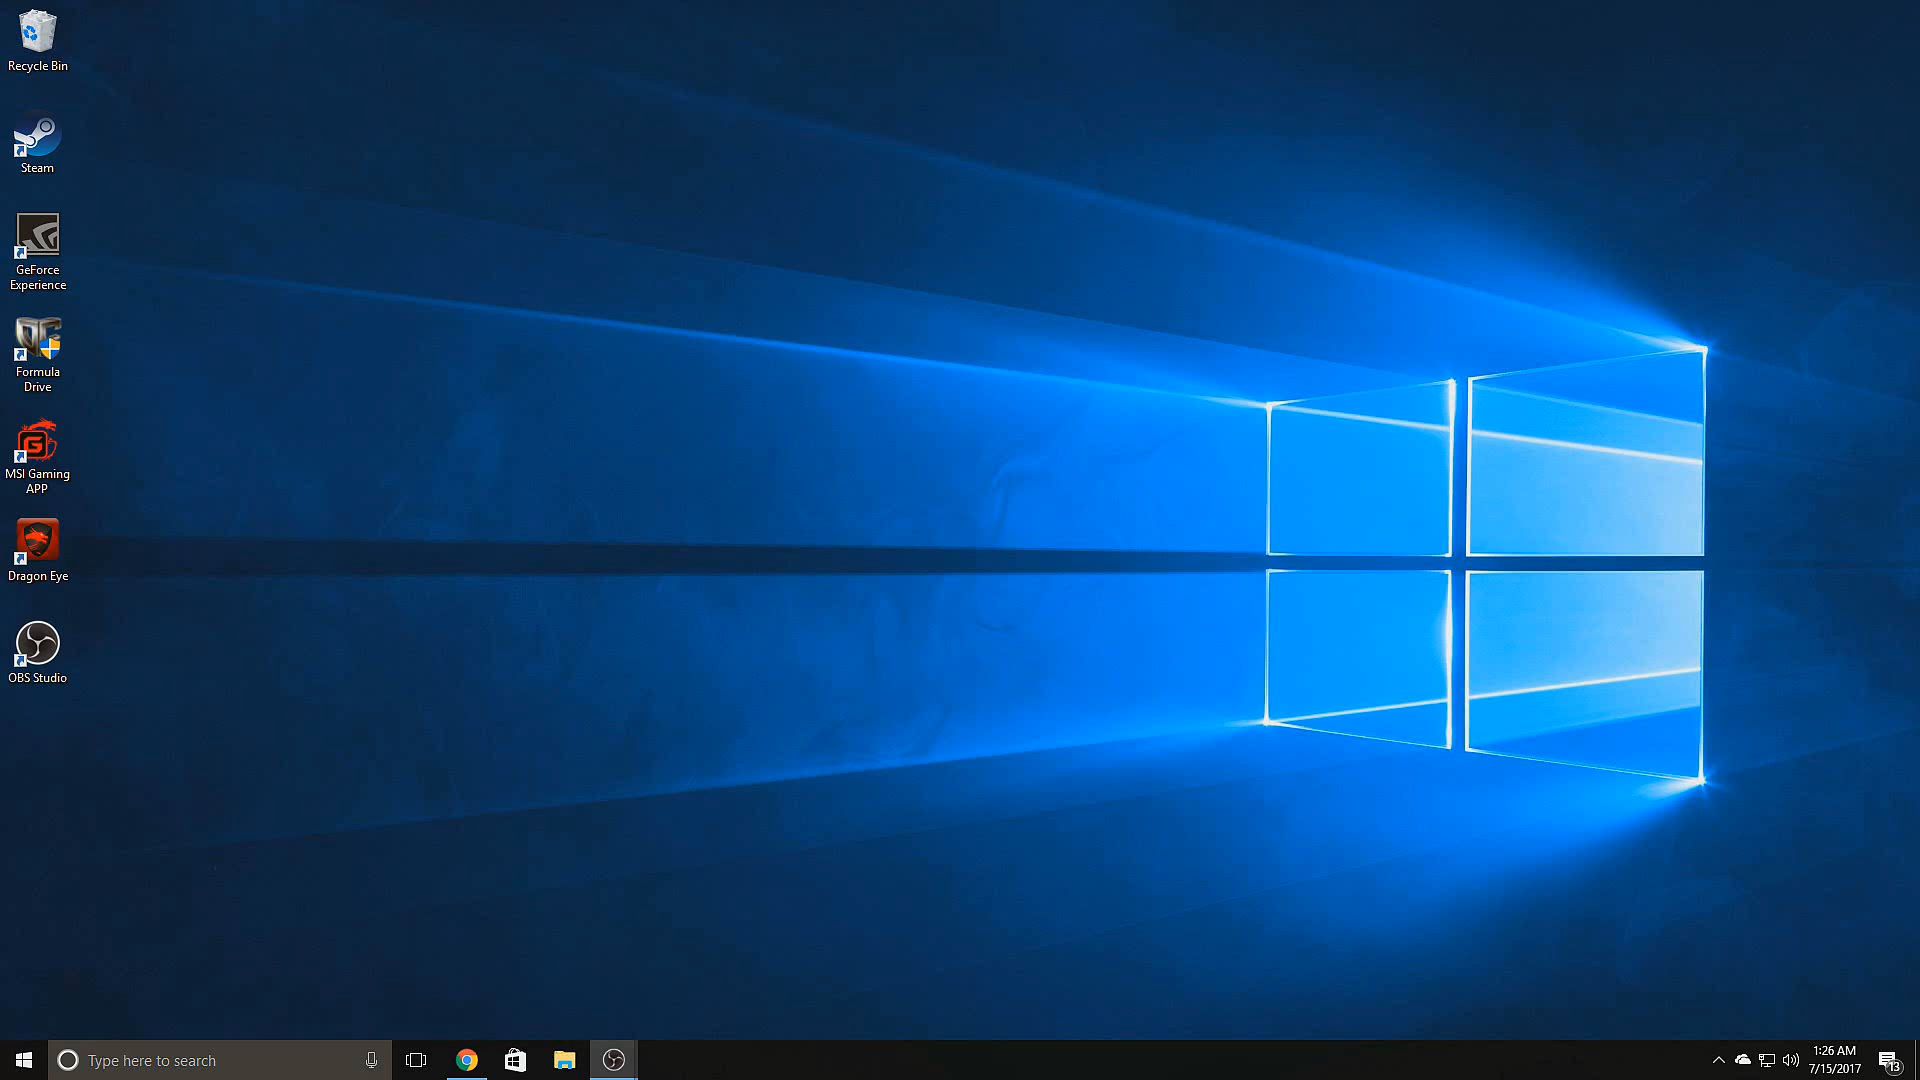 Recycle Bin
Steam
GeForce
Experience
Formula
Drive
MSI Gaming
APP
Dragon Eye
OBS Studio
Type here to search
1:26 AM
7/15/2017
13